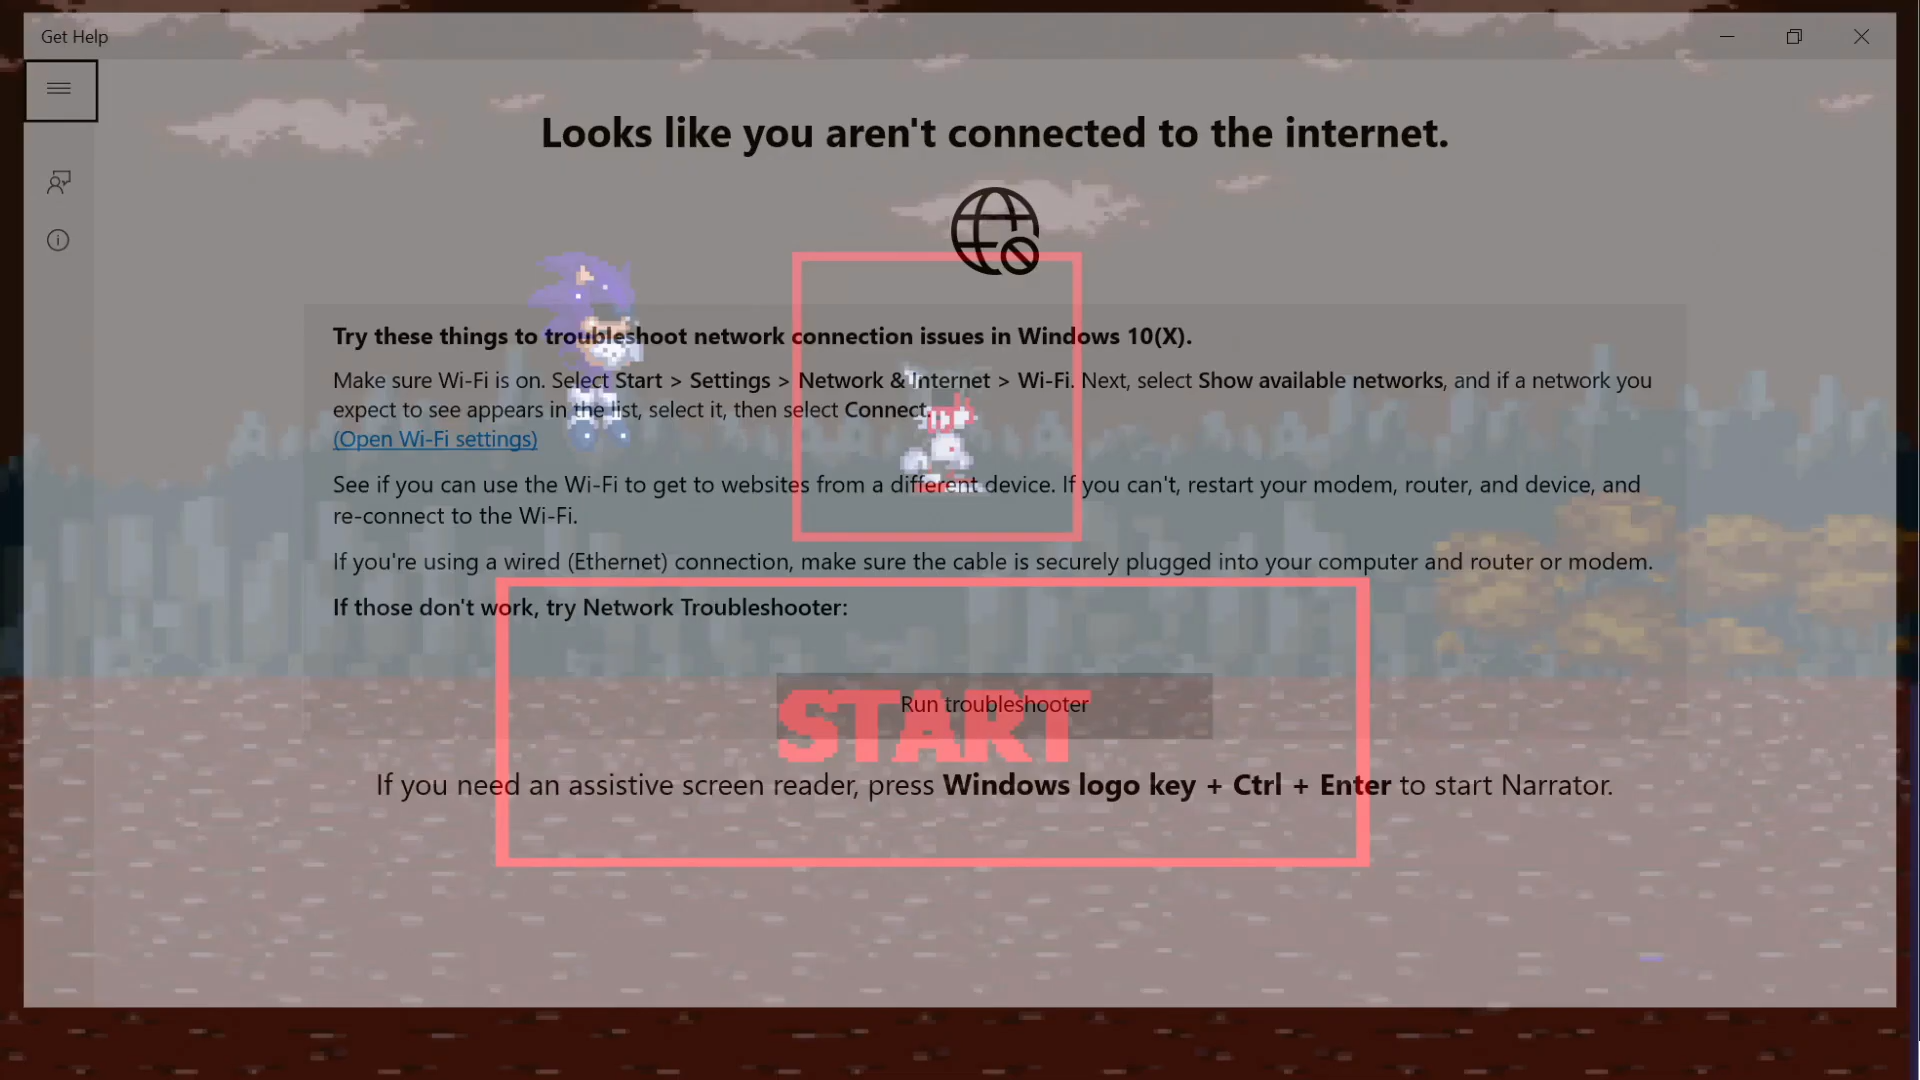 Get Help
Looks like you aren't connected to the internet.
Try these things to troubleshoot network connection issues in Windows 10(X).
Make sure Wi-Fi is on. Select Start > Settings > Network & Internet > Wi-Fi. Next, select Show available networks, and if a network you
expect to see appears in the list, select it, then select Connect.
(Open Wi-Fi settings)
See if you can use the Wi-Fi to get to websites from a different device. If you can't, restart your modem, router, and device, and
re-connect to the Wi-Fi.
If you're using a wired (Ethernet) connection, make sure the cable is securely plugged into your computer and router or modem.
If those don't work, try Network Troubleshooter:
Run troubleshooter
START
If you need an assistive screen reader, press Windows logo key + Ctrl + Enter to start Narrator.